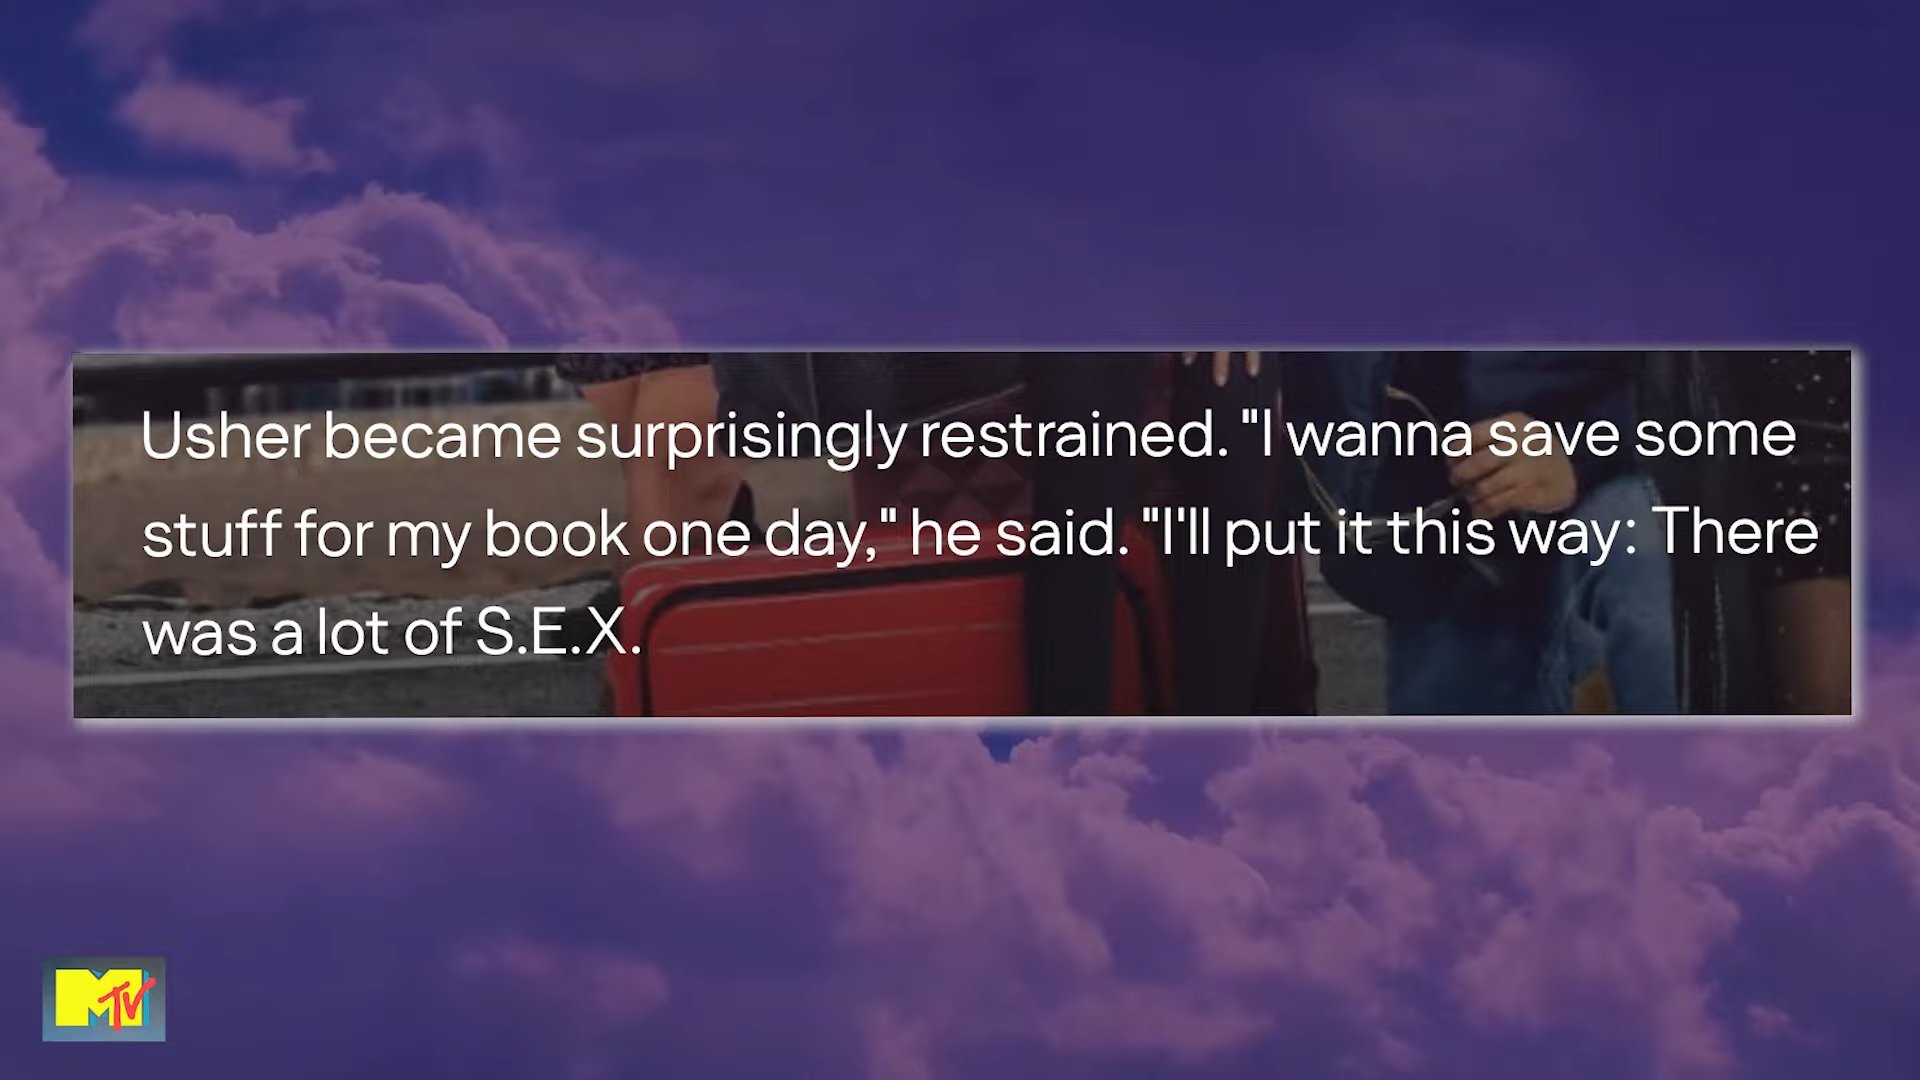 Usher became surprisingly restrained. "I wanna save some
stuff for my book one day," he said. "I'll put it this way: There
was a lot of S.E.X.
MTV